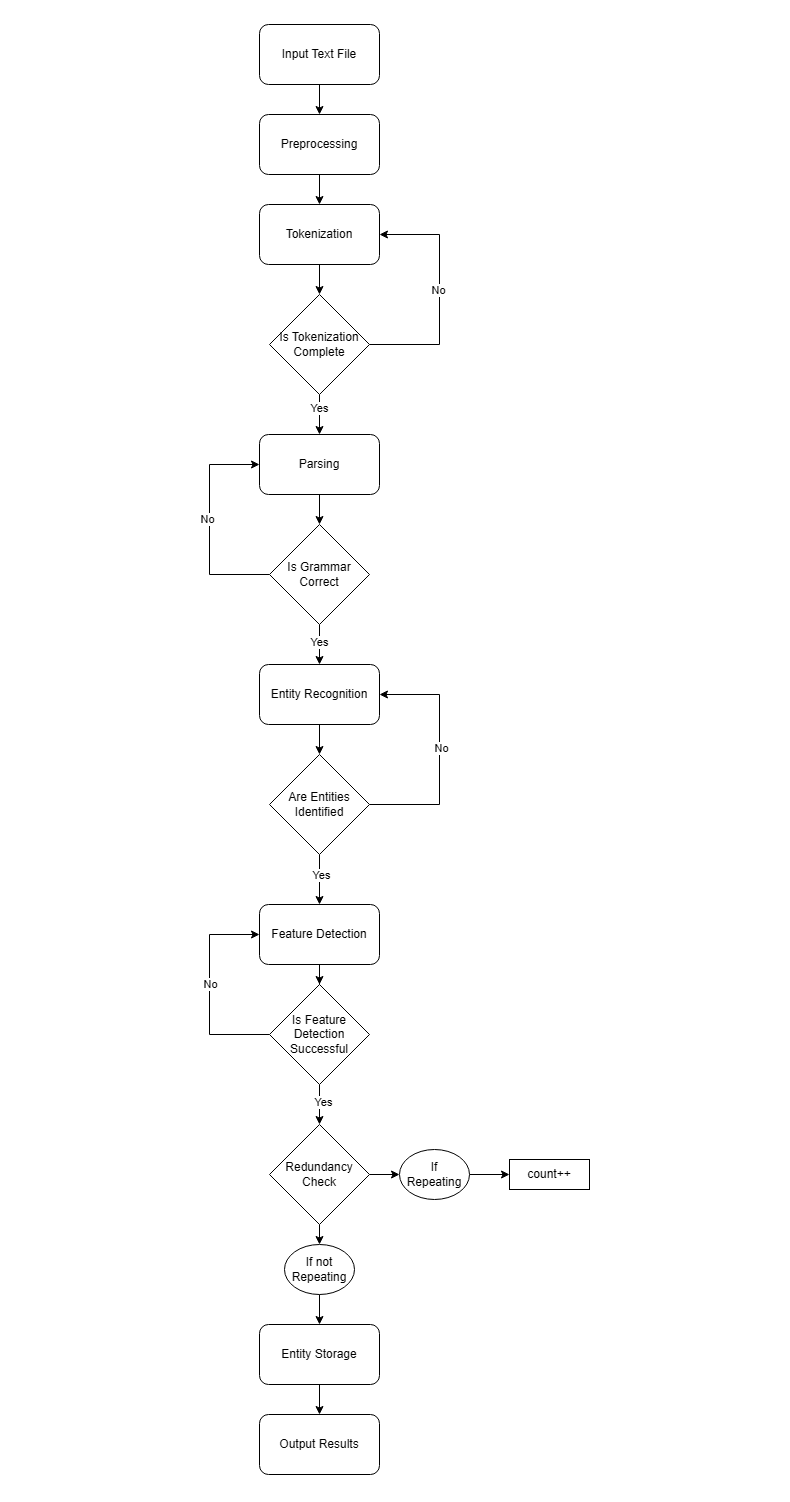 Input Text File
Preprocessing
Tokenization
No
Is Tokenization
Complete
Yes
Parsing
No
Is Grammar
Correct
Yes
Entity Recognition
No
Are Entities
Identified
Yes
Feature Detection
No
Is Feature
Detection
Successful
Yes
Redundancy
Check
If
Repeating
count++
If not
Repeating
Entity Storage
Output Results